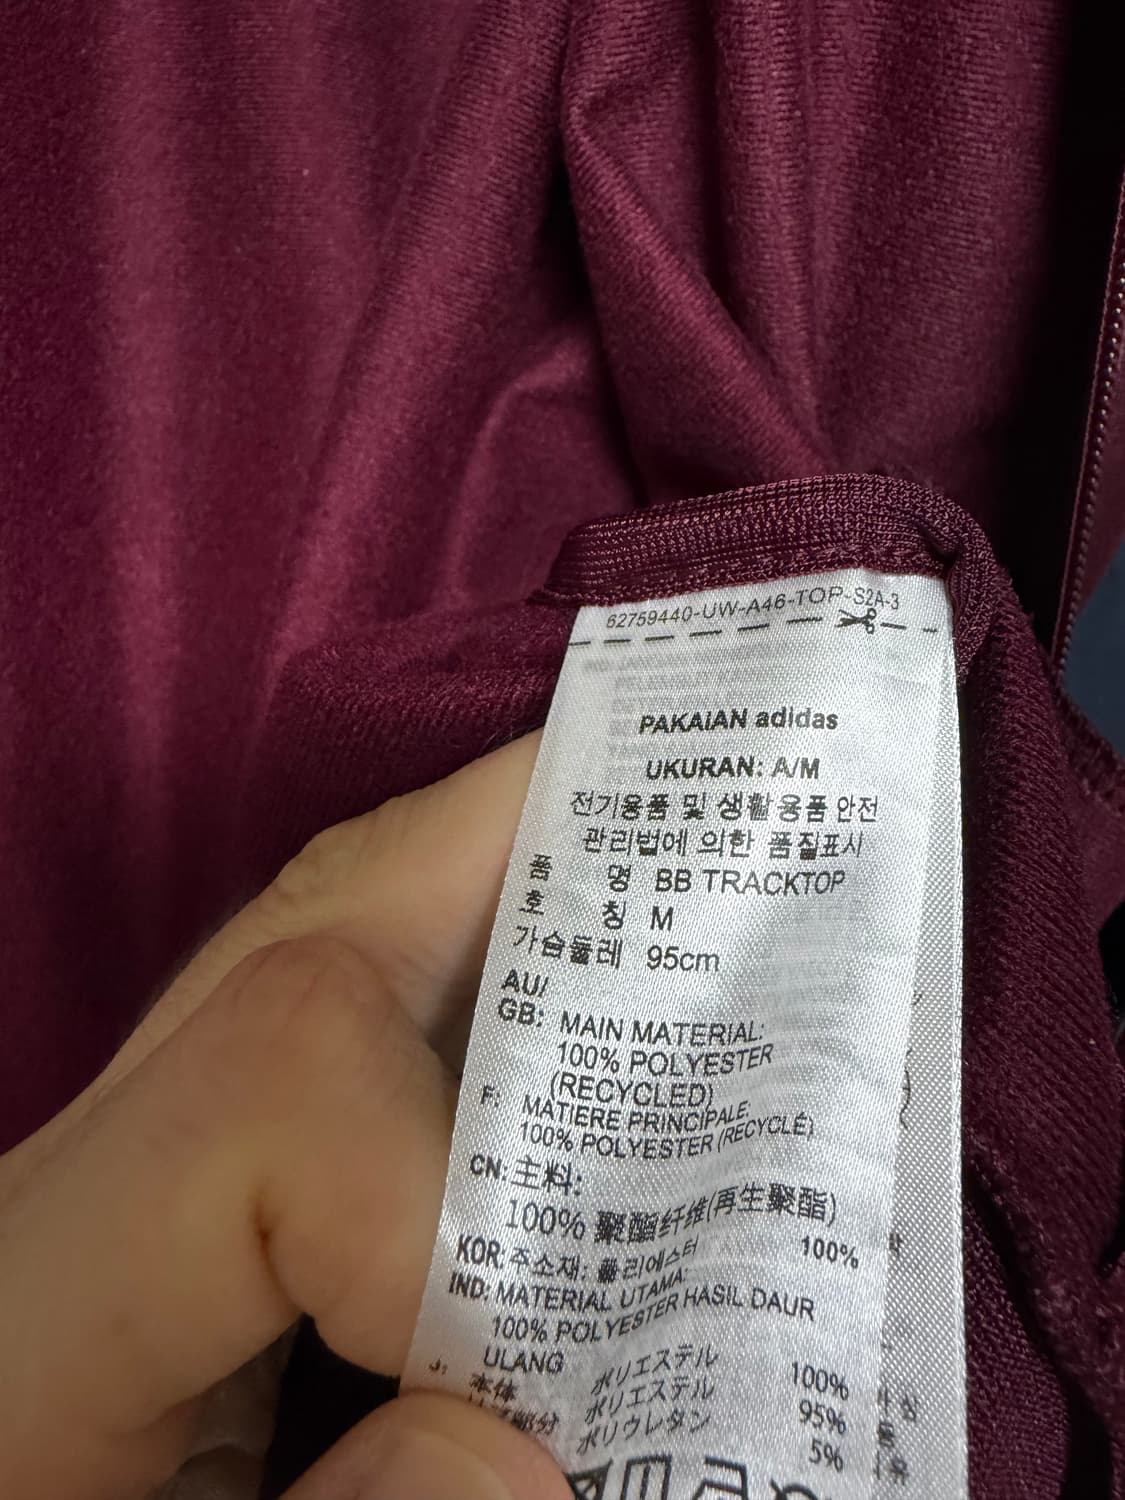 62759440-UW-A46-TOP-S2A-3
PAKAIAN adidas
UKURAN: A/M
전기용품 및 생활용품 안전
관리법에 의한 품질표시
품 명 BB TRACKTOP
호 칭 M
가슴둘레 95cm
AU/
GB: MAIN MATERIAL:
100% POLYESTER
(RECYCLED)
F: MATIERE PRINCIPALE:
100% POLYESTER (RECYCLÉ)
CN: 主料:
100% 聚酯纤维(再生聚酯)
KOR: 주소재: 폴리에스터 100%
IND: MATERIAL UTAMA:
100% POLYESTER HASIL DAUR
ULANG
J: 本体 ポリエステル 100%
部分 ポリエステル 95%
ポリウレタン 5%